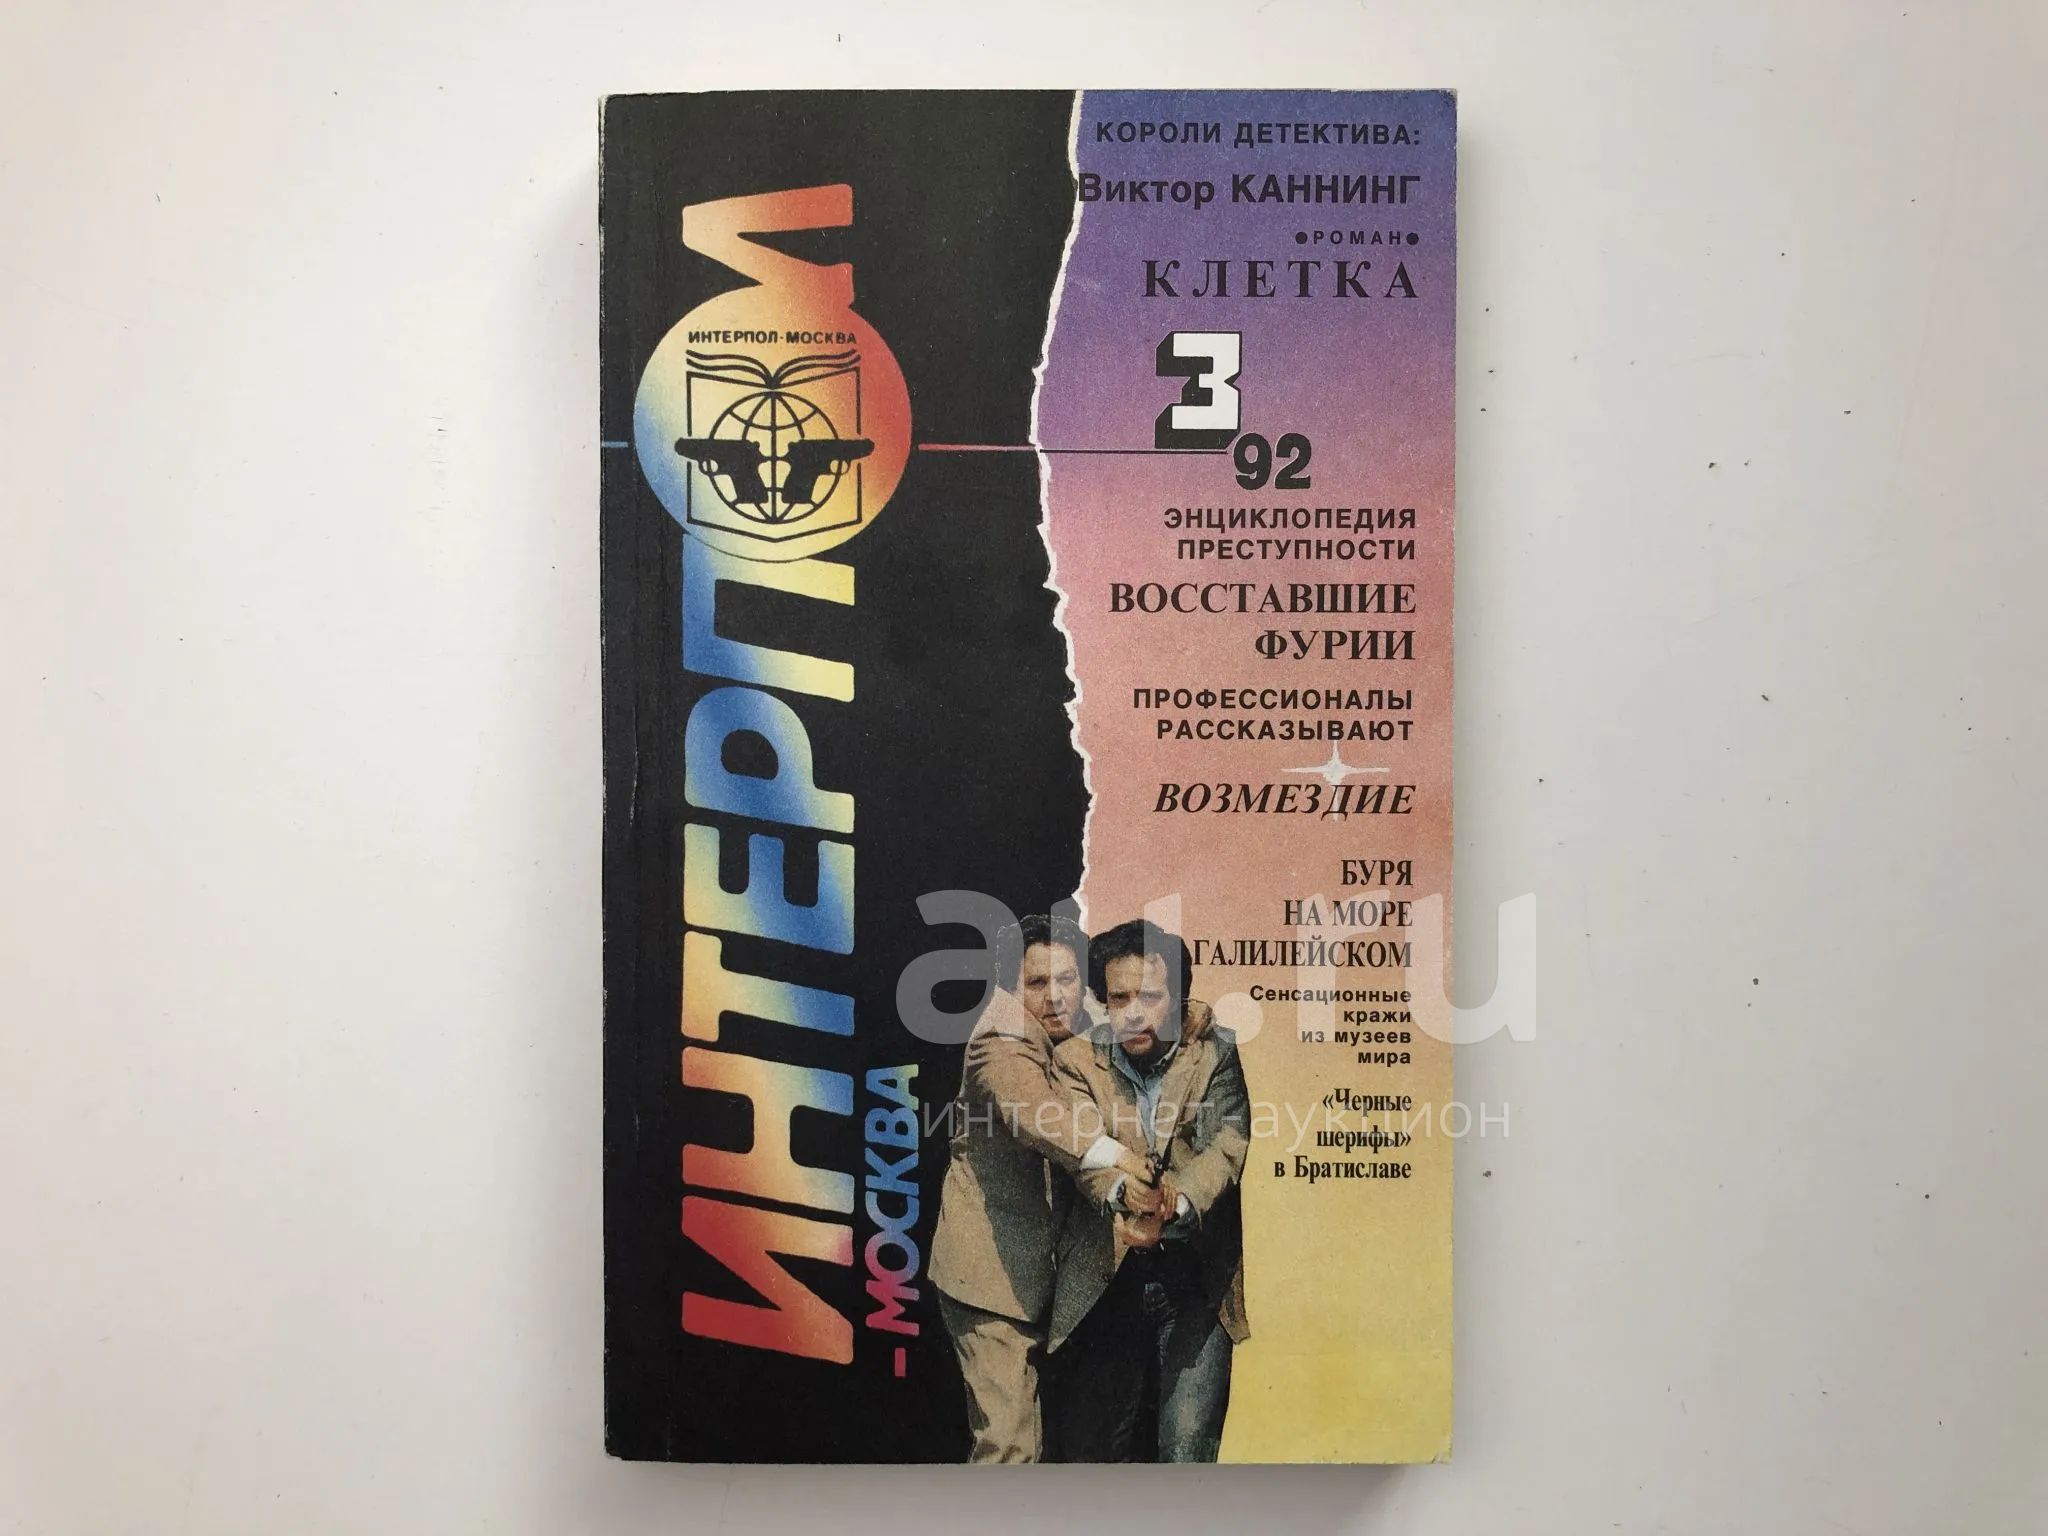 КОРОЛИ ДЕТЕКТИВА:
Виктор КАННИНГ
•РОМАН•
КЛЕТКА
3
92
ЭНЦИКЛОПЕДИЯ
ПРЕСТУПНОСТИ
ВОССТАВШИЕ
ФУРИИ
ПРОФЕССИОНАЛЫ
РАССКАЗЫВАЮТ
ВОЗМЕЗДИЕ
БУРЯ
НА МОРЕ
ГАЛИЛЕЙСКОМ
Сенсационные
кражи
из музеев
мира
«Черные
шерифы»
в Братиславе
ИНТЕРПОЛ-МОСКВА
ИНТЕРПОМ
-МОСКВА
au.ru
интернет-аукцион